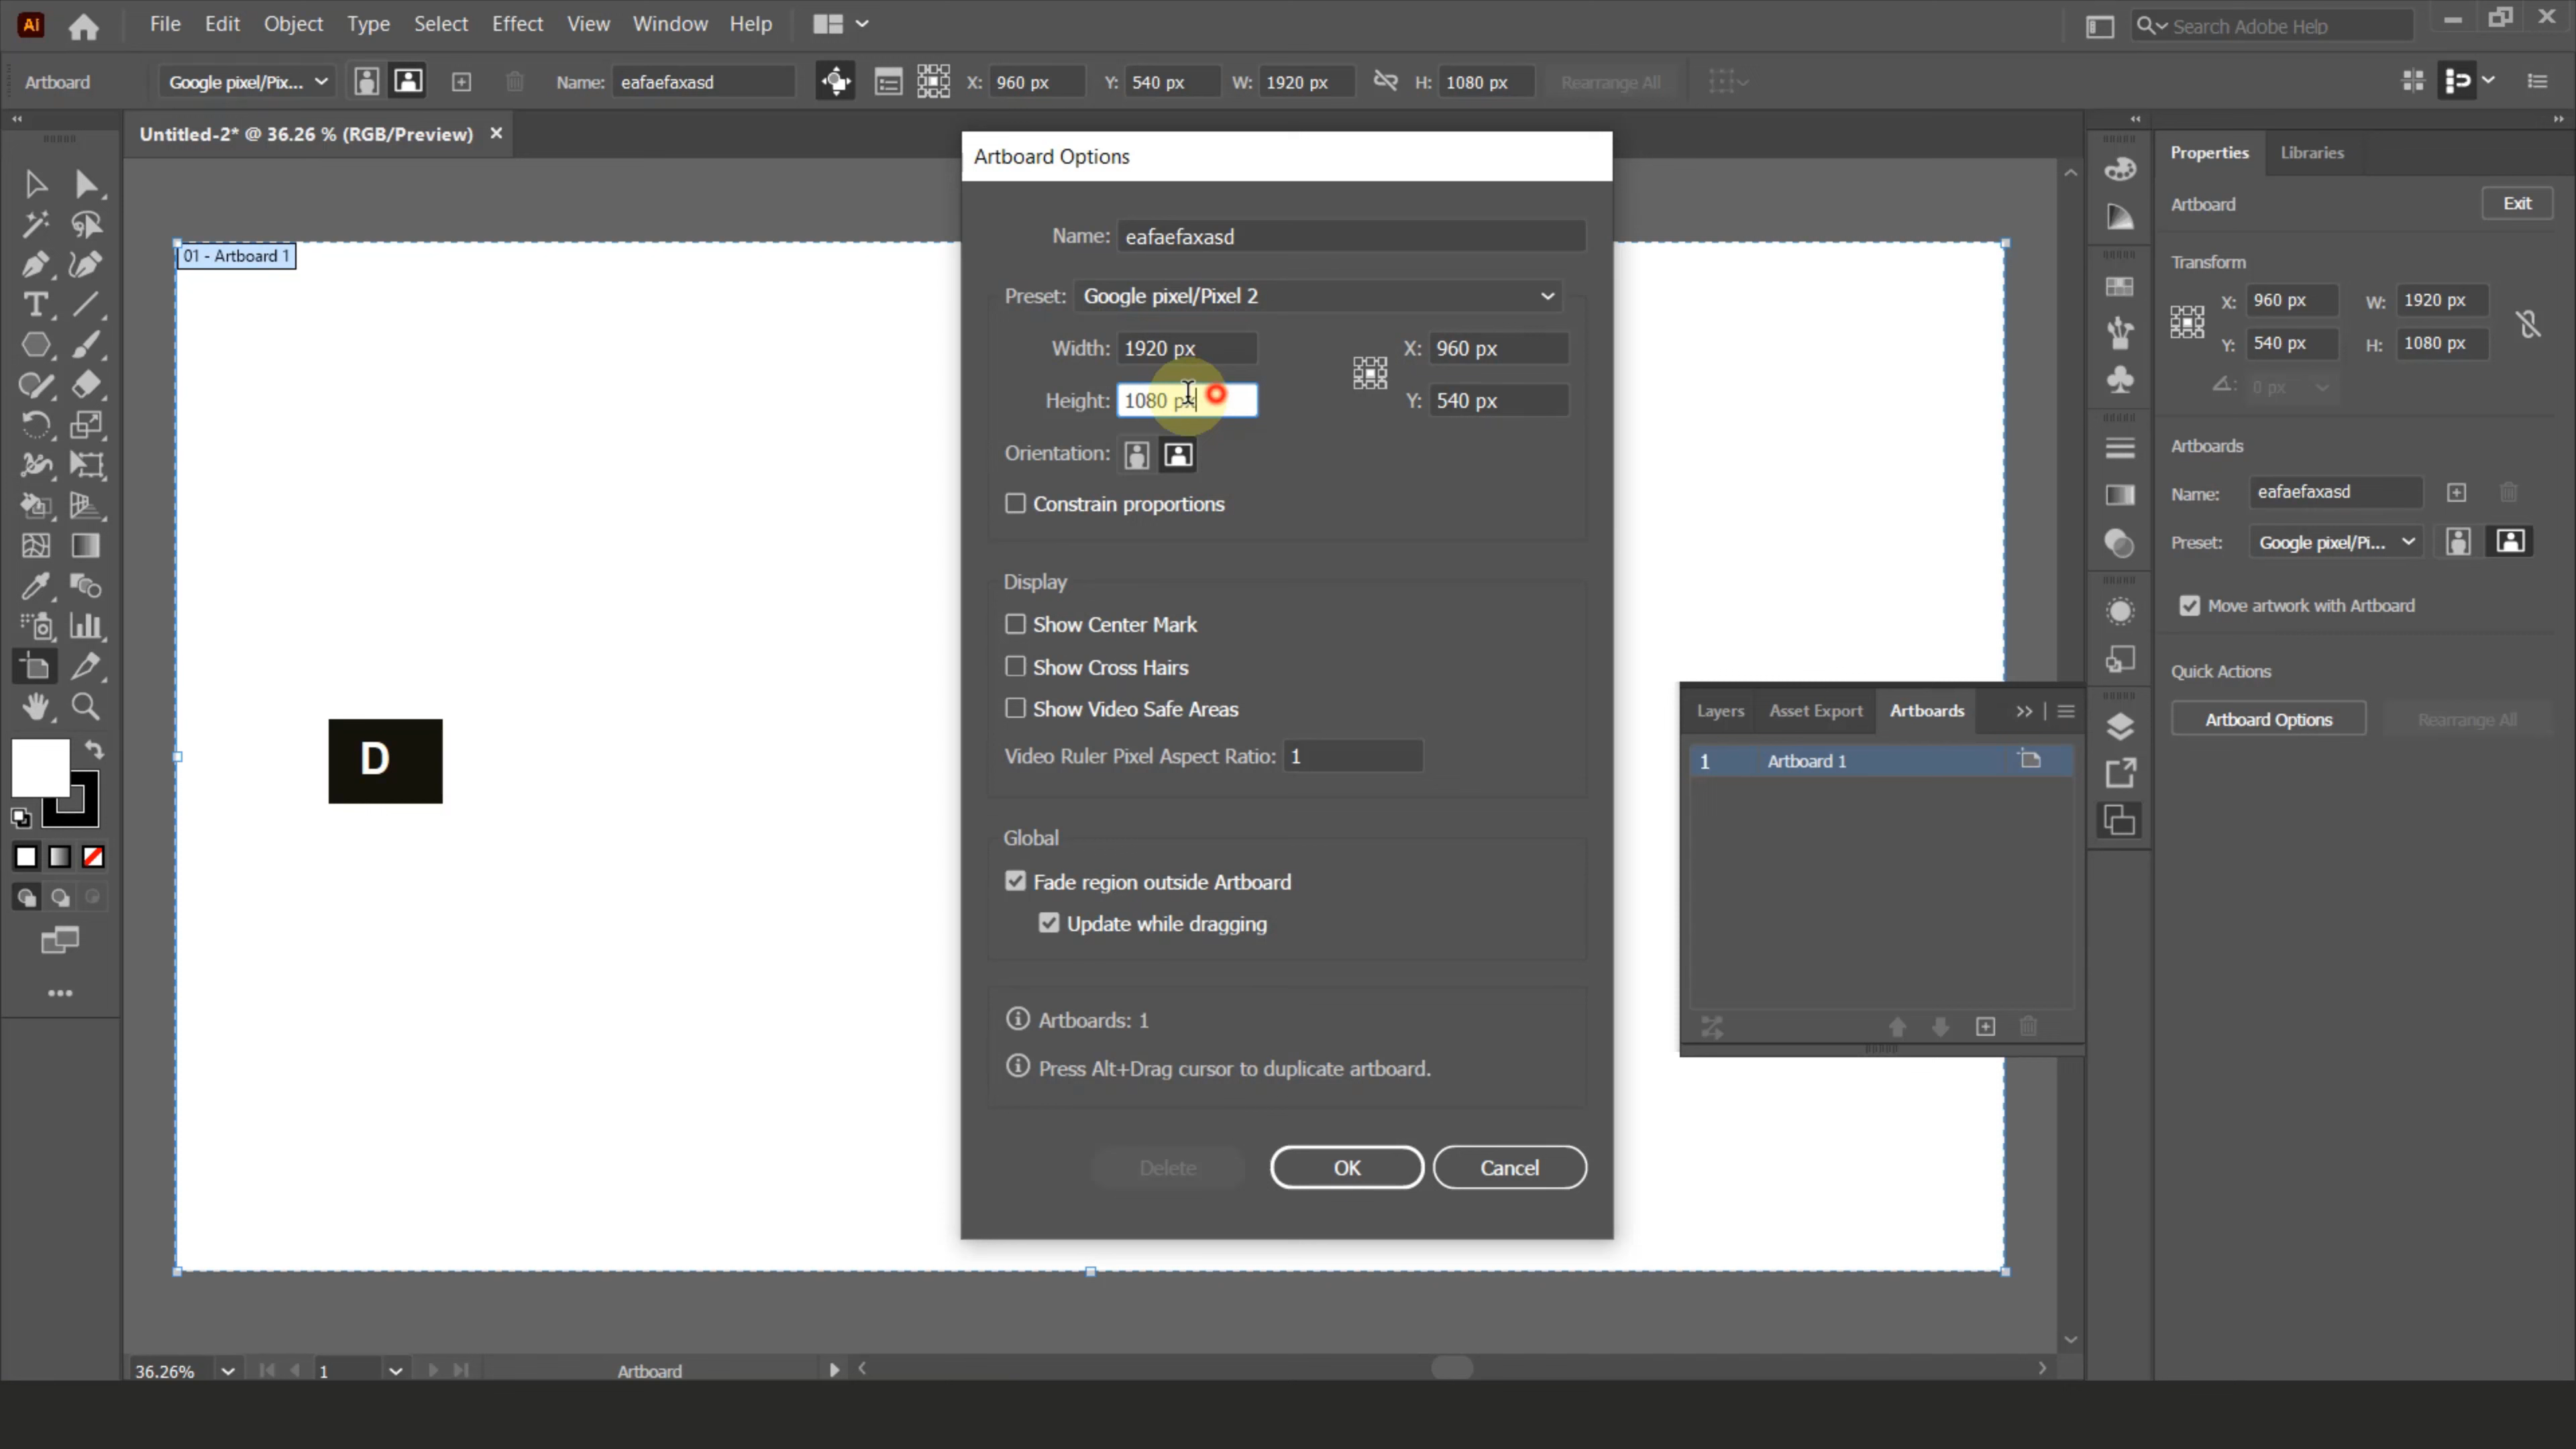 Ai File Edit Object Type Select Effect View Window Help Search Adobe Help
Artboard Google pixel/Pix... Name: eafaefaxasd X: 960 px Y: 540 px W: 1920 px H: 1080 px Rearrange All
Untitled-2* @ 36.26 % (RGB/Preview)
01 - Artboard 1
D
Artboard Options
Name: eafaefaxasd
Preset: Google pixel/Pixel 2
Width: 1920 px X: 960 px
Height: 1080 px Y: 540 px
Orientation:
Constrain proportions
Display
Show Center Mark
Show Cross Hairs
Show Video Safe Areas
Video Ruler Pixel Aspect Ratio: 1
Global
Fade region outside Artboard
Update while dragging
Artboards: 1
Press Alt+Drag cursor to duplicate artboard.
Delete OK Cancel
Layers Asset Export Artboards
1 Artboard 1
Properties Libraries
Artboard Exit
Transform
X: 960 px W: 1920 px
Y: 540 px H: 1080 px
0 px
Artboards
Name: eafaefaxasd
Preset: Google pixel/Pi...
Move artwork with Artboard
Quick Actions
Artboard Options Rearrange All
36.26% 1 Artboard